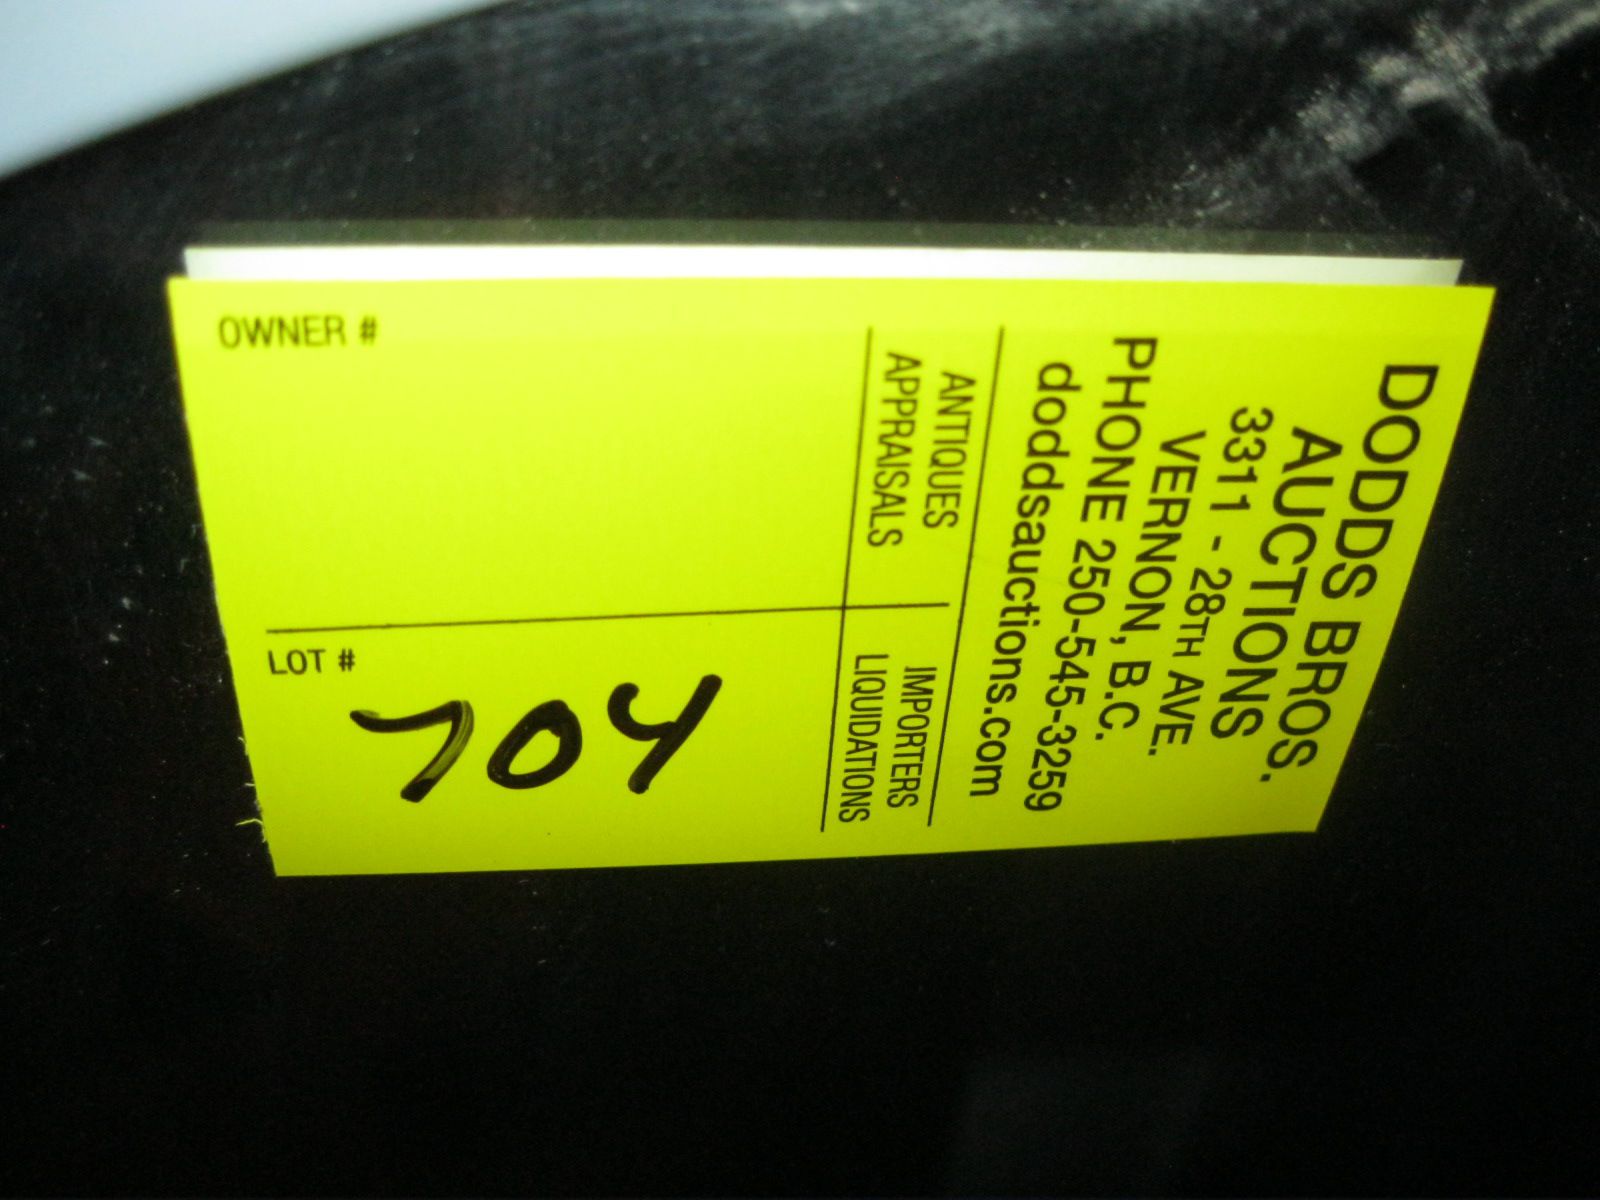 DODDS BROS.
AUCTIONS
3311 - 28TH AVE.
VERNON, B.C.
PHONE 250-545-3259
doddsauctions.com
ANTIQUES
APPRAISALS
IMPORTERS
LIQUIDATIONS
OWNER #
LOT #
704